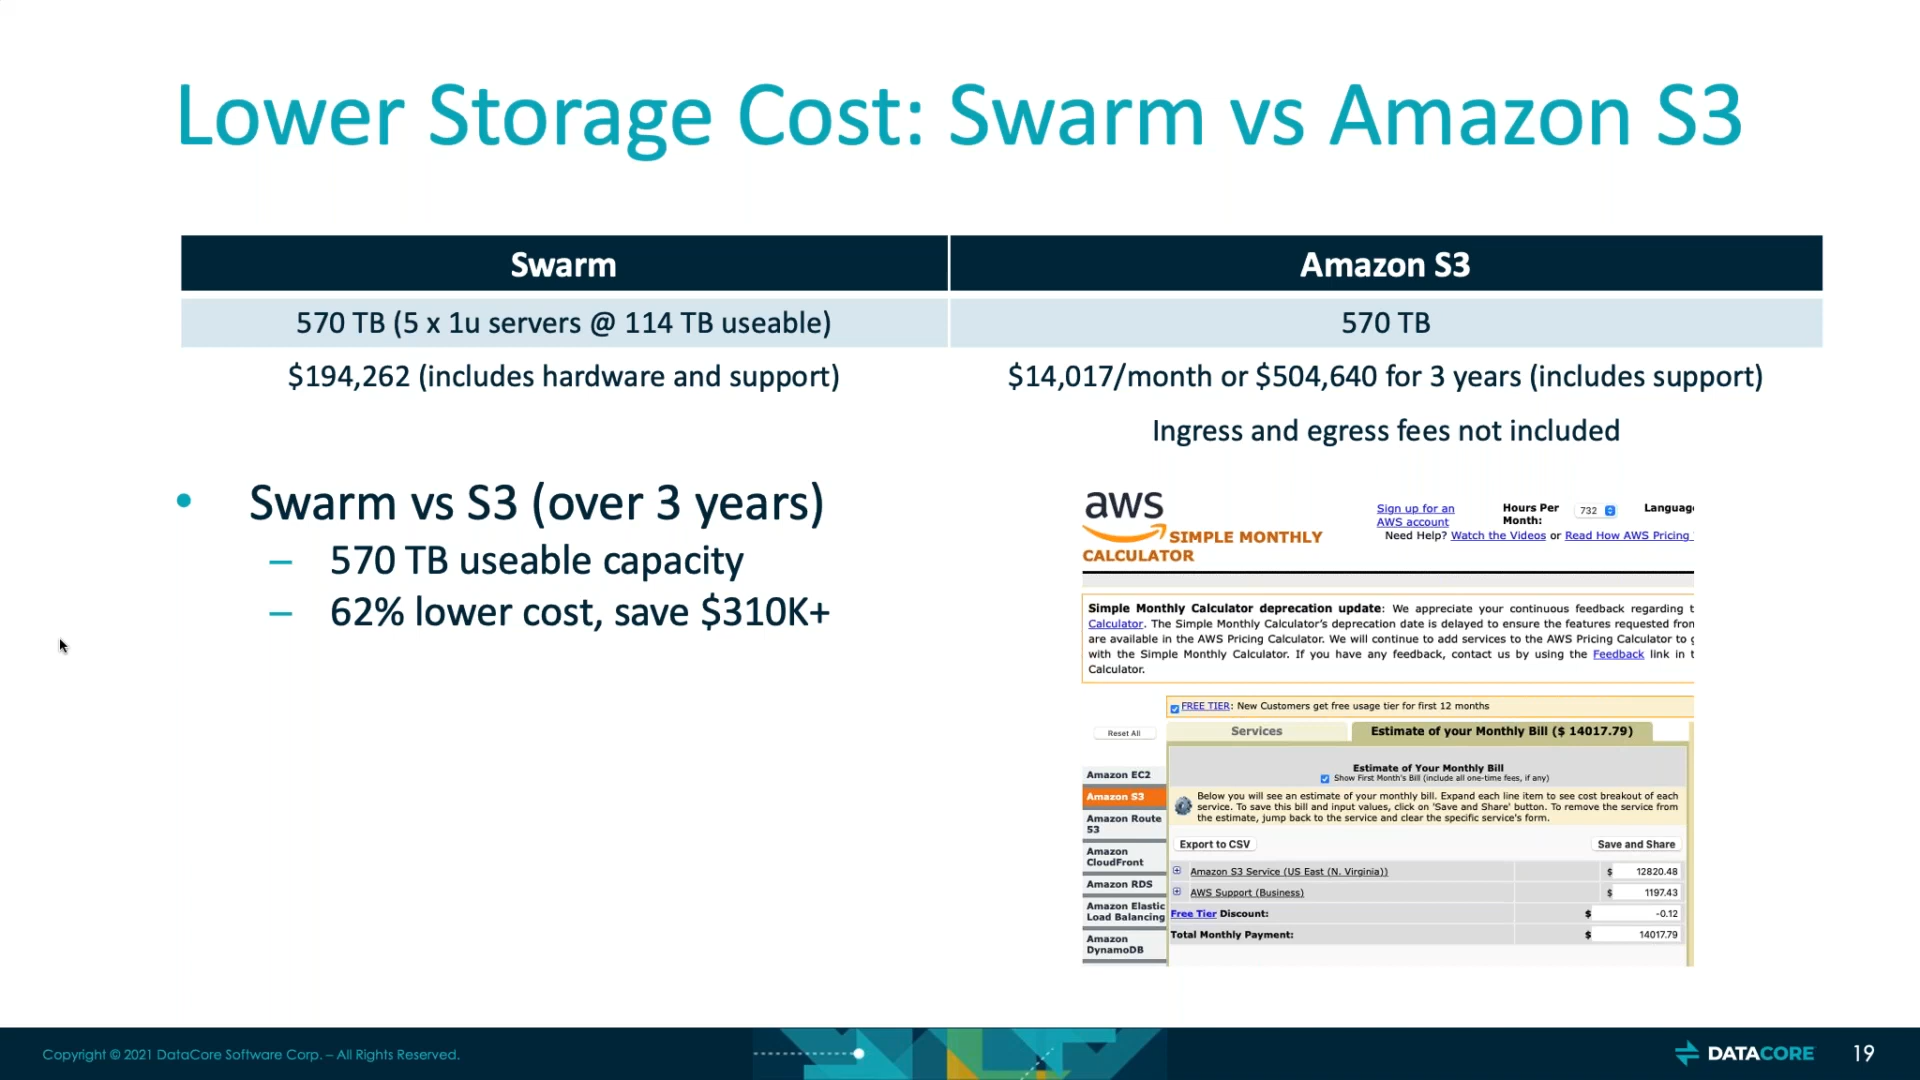 Lower Storage Cost: Swarm vs Amazon S3
Swarm
Amazon S3
570 TB (5 x 1u servers @ 114 TB useable)
570 TB
$194,262 (includes hardware and support)
$14,017/month or $504,640 for 3 years (includes support)
Ingress and egress fees not included
• Swarm vs S3 (over 3 years)
– 570 TB useable capacity
– 62% lower cost, save $310K+
aws
SIMPLE MONTHLY
CALCULATOR
Sign up for an
AWS account
Hours Per
Month:
732
Languag
Need Help? Watch the Videos or Read How AWS Pricing
Simple Monthly Calculator deprecation update: We appreciate your continuous feedback regarding t
Calculator. The Simple Monthly Calculator's deprecation date is delayed to ensure the features requested from
are available in the AWS Pricing Calculator. We will continue to add services to the AWS Pricing Calculator to g
with the Simple Monthly Calculator. If you have any feedback, contact us by using the Feedback link in t
Calculator.
FREE TIER: New Customers get free usage tier for first 12 months
Reset All
Services
Estimate of your Monthly Bill ($ 14017.79)
Estimate of Your Monthly Bill
Show First Month's Bill (include all one-time fees, if any)
Below you will see an estimate of your monthly bill. Expand each line item to see cost breakout of each
service. To save this bill and input values, click on 'Save and Share' button. To remove the service from
the estimate, jump back to the service and clear the specific service's form.
Export to CSV
Save and Share
Amazon S3 Service (US East (N. Virginia)) $ 12820.48
AWS Support (Business) $ 1197.43
Free Tier Discount: $ -0.12
Total Monthly Payment: $ 14017.79
Amazon EC2
Amazon S3
Amazon Route
53
Amazon
CloudFront
Amazon RDS
Amazon Elastic
Load Balancing
Amazon
DynamoDB
Copyright © 2021 DataCore Software Corp. – All Rights Reserved.
DATACORE
19